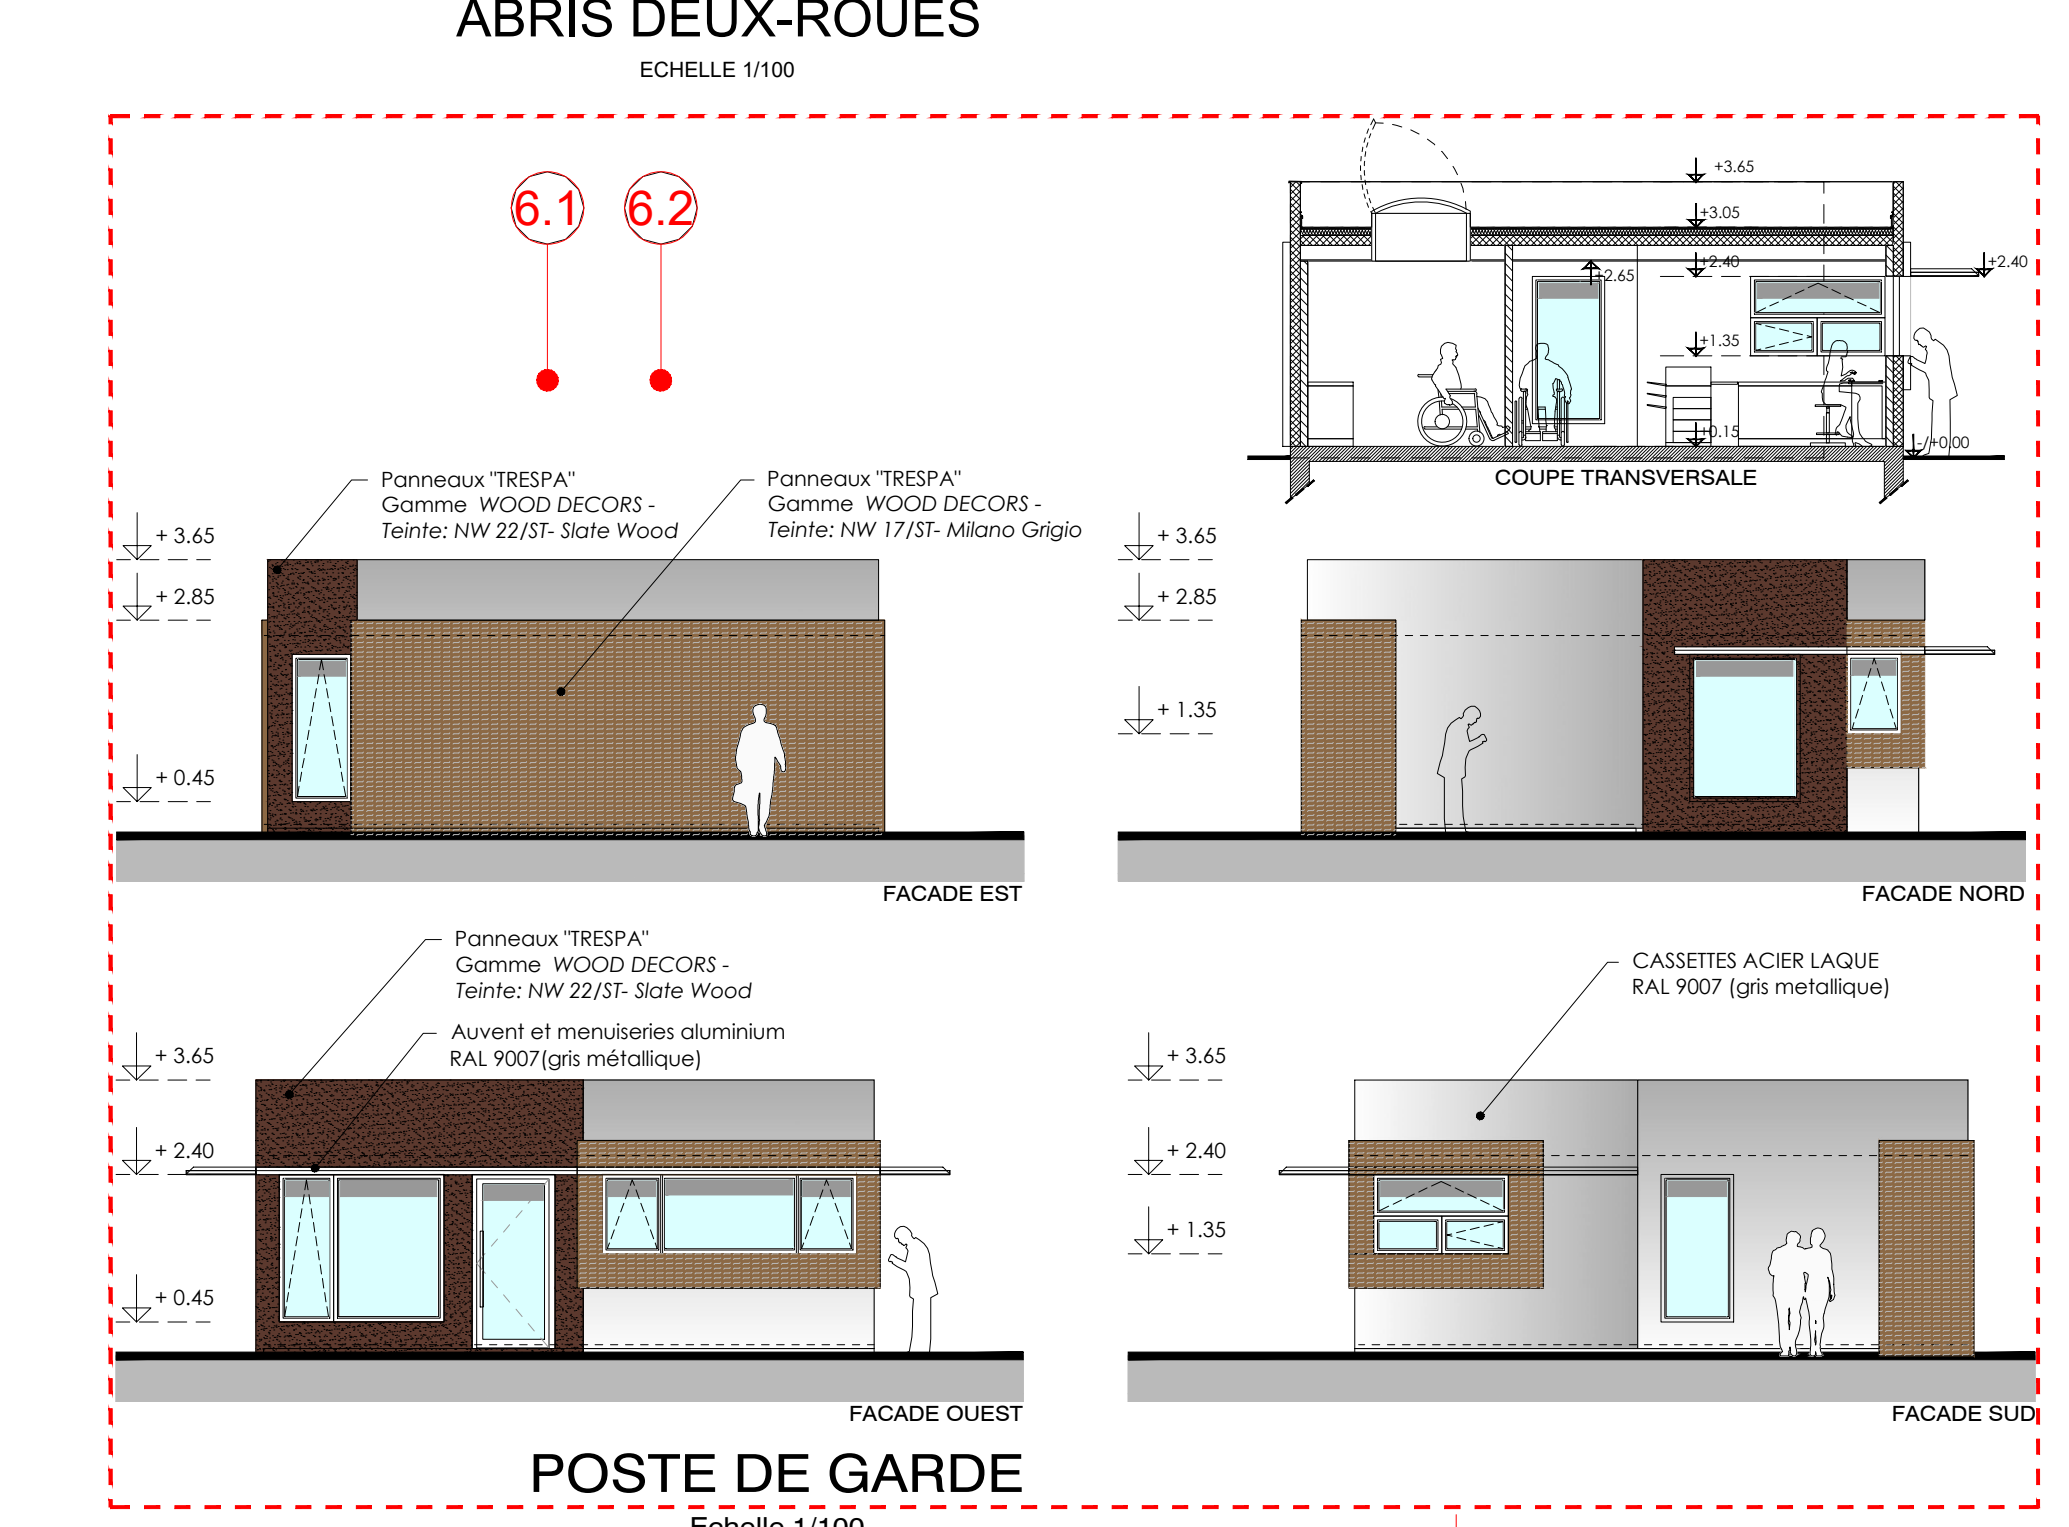 ABRIS DEUX-ROUES
ECHELLE 1/100
6.1
6.2
+3.65
+3.05
+2.40
+2.65
+2.40
+1.35
+0.15
-/+0.00
COUPE TRANSVERSALE
Panneaux "TRESPA"
Gamme WOOD DECORS -
Teinte: NW 22/ST- Slate Wood
Panneaux "TRESPA"
Gamme WOOD DECORS -
Teinte: NW 17/ST- Milano Grigio
+ 3.65
+ 2.85
+ 0.45
FACADE EST
+ 3.65
+ 2.85
+ 1.35
FACADE NORD
Panneaux "TRESPA"
Gamme WOOD DECORS -
Teinte: NW 22/ST- Slate Wood
Auvent et menuiseries aluminium
RAL 9007(gris métallique)
+ 3.65
+ 2.40
+ 0.45
FACADE OUEST
CASSETTES ACIER LAQUE
RAL 9007 (gris metallique)
+ 3.65
+ 2.40
+ 1.35
FACADE SUD
POSTE DE GARDE
Echelle 1/100